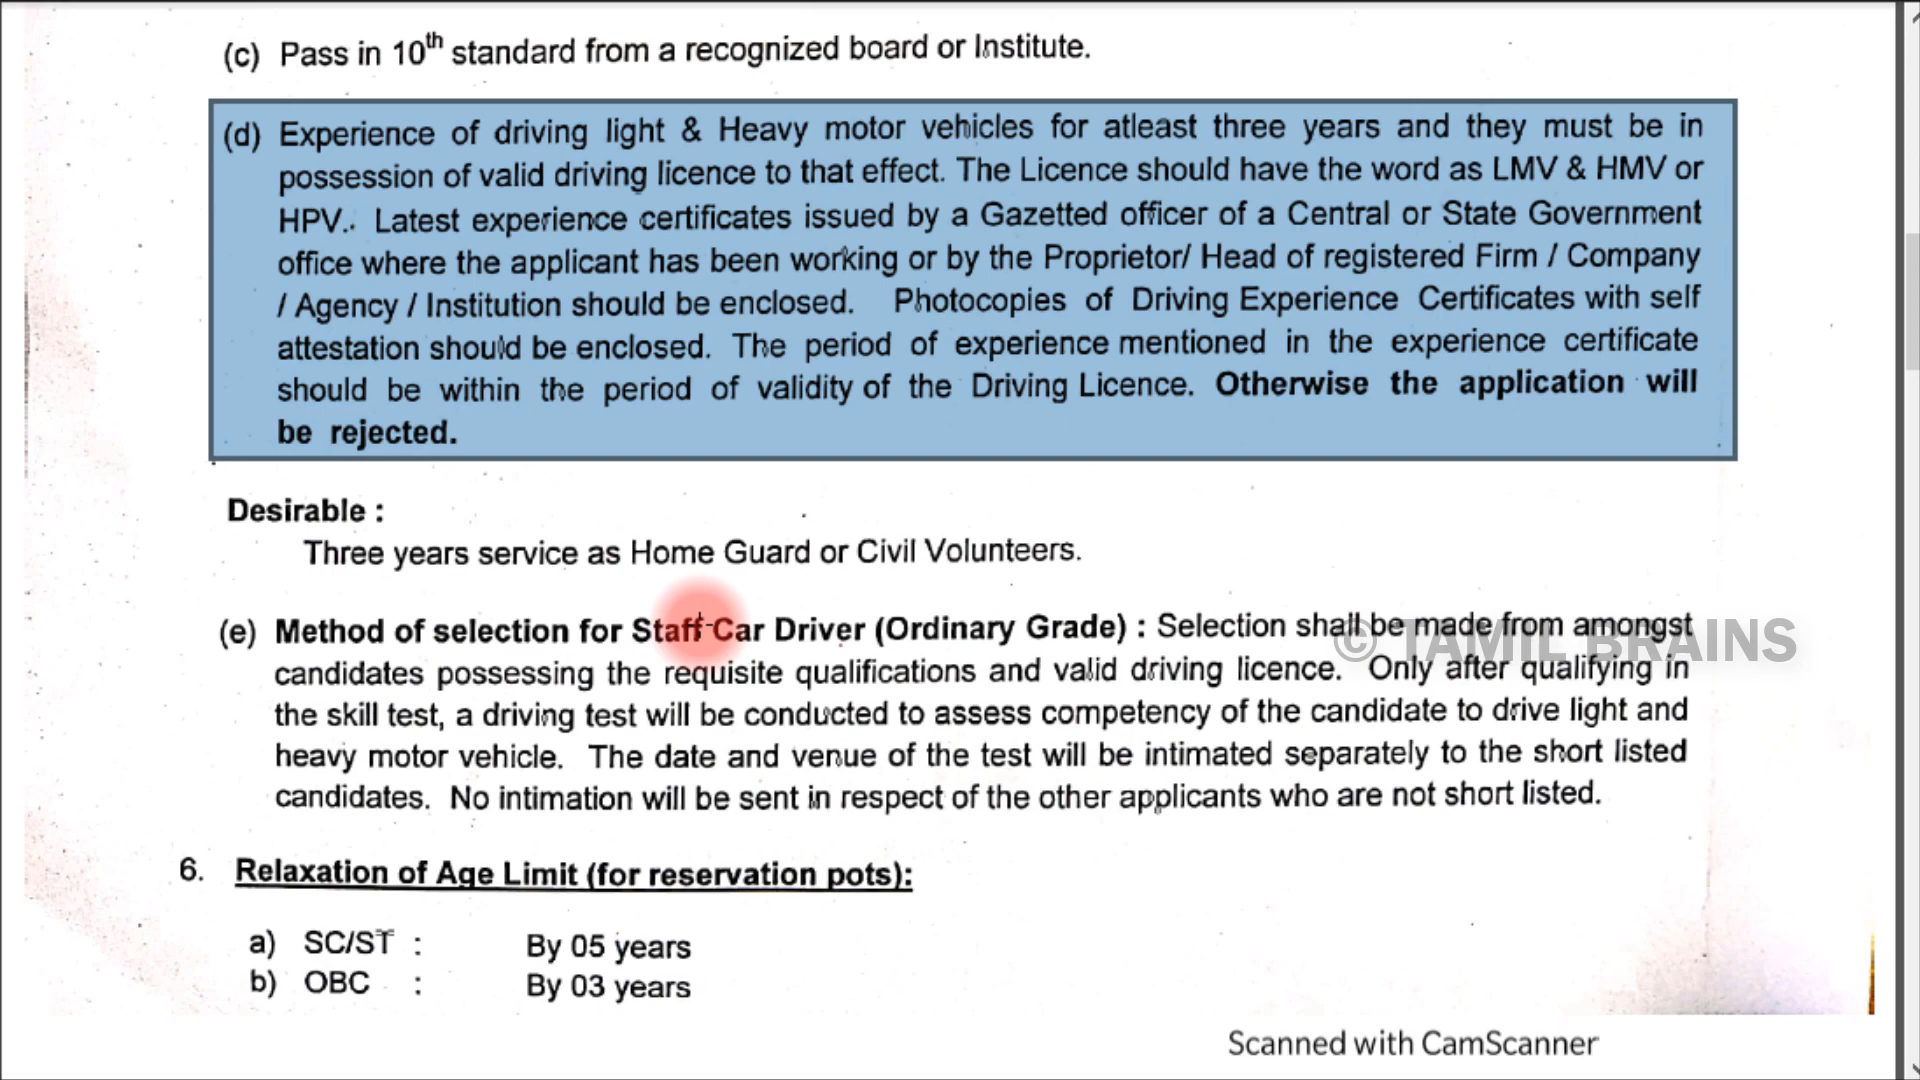 (c) Pass in 10th standard from a recognized board or Institute.
(d) Experience of driving light & Heavy motor vehicles for atleast three years and they must be in
possession of valid driving licence to that effect. The Licence should have the word as LMV & HMV or
HPV.. Latest experience certificates issued by a Gazetted officer of a Central or State Government
office where the applicant has been working or by the Proprietor/ Head of registered Firm / Company
/ Agency / Institution should be enclosed. Photocopies of Driving Experience Certificates with self
attestation should be enclosed. The period of experience mentioned in the experience certificate
should be within the period of validity of the Driving Licence. Otherwise the application will
be rejected.
Desirable :
Three years service as Home Guard or Civil Volunteers.
(e) Method of selection for Staff Car Driver (Ordinary Grade) : Selection shall be made from amongst
© TAMIL BRAINS
candidates possessing the requisite qualifications and valid driving licence. Only after qualifying in
the skill test, a driving test will be conducted to assess competency of the candidate to drive light and
heavy motor vehicle. The date and venue of the test will be intimated separately to the short listed
candidates. No intimation will be sent in respect of the other applicants who are not short listed.
6. Relaxation of Age Limit (for reservation pots):
a) SC/ST : By 05 years
b) OBC : By 03 years
Scanned with CamScanner